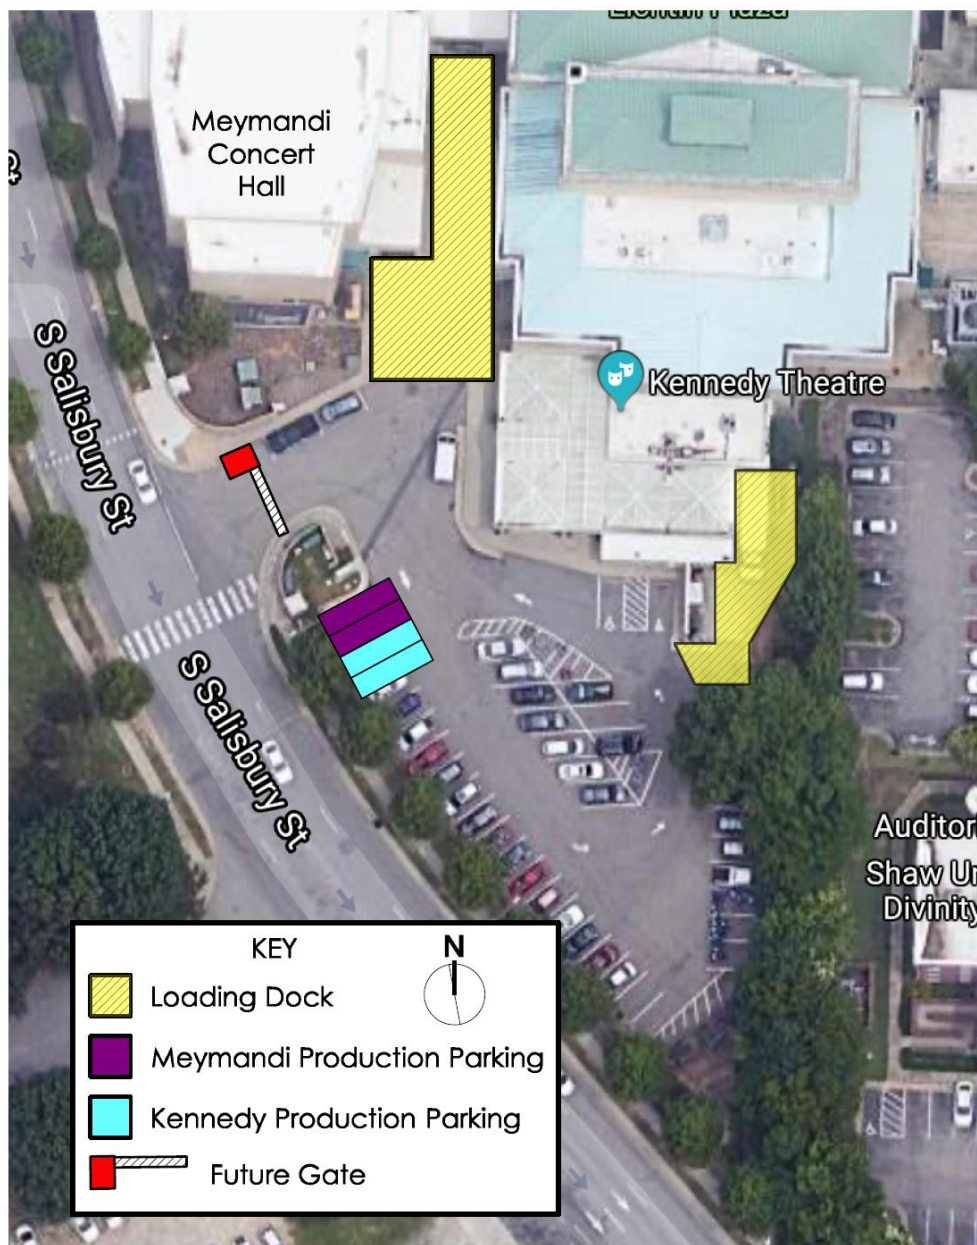 Meymandi
Concert
Hall
S Salisbury St
Kennedy Theatre
S Salisbury St
KEY
N
Loading Dock
Meymandi Production Parking
Kennedy Production Parking
Future Gate